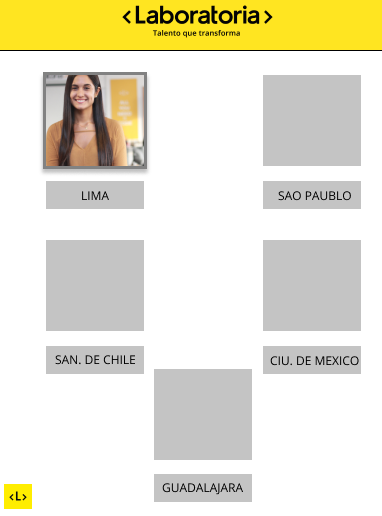 <Laboratoria>
Talento que transforma
LIMA
SAO PAUBLO
SAN. DE CHILE
CIU. DE MEXICO
GUADALAJARA
<L>